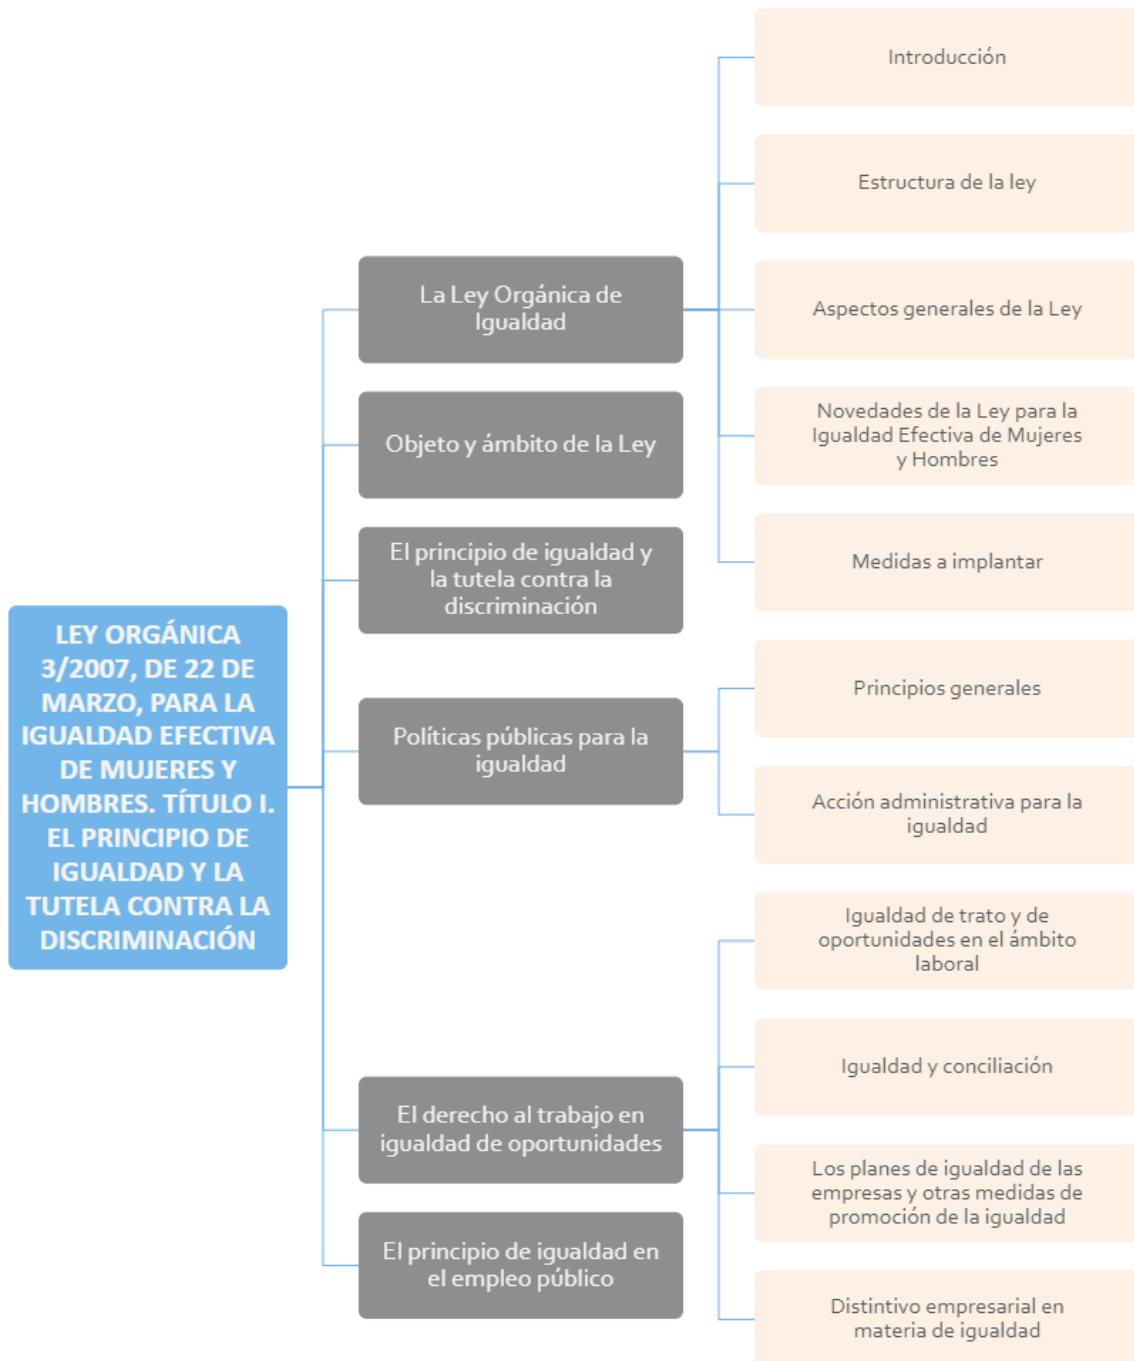 LEY ORGÁNICA
3/2007, DE 22 DE
MARZO, PARA LA
IGUALDAD EFECTIVA
DE MUJERES Y
HOMBRES. TÍTULO I.
EL PRINCIPIO DE
IGUALDAD Y LA
TUTELA CONTRA LA
DISCRIMINACIÓN
La Ley Orgánica de
Igualdad
Introducción
Estructura de la ley
Aspectos generales de la Ley
Novedades de la Ley para la
Igualdad Efectiva de Mujeres
y Hombres
Medidas a implantar
Objeto y ámbito de la Ley
El principio de igualdad y
la tutela contra la
discriminación
Políticas públicas para la
igualdad
Principios generales
Acción administrativa para la
igualdad
El derecho al trabajo en
igualdad de oportunidades
Igualdad de trato y de
oportunidades en el ámbito
laboral
Igualdad y conciliación
Los planes de igualdad de las
empresas y otras medidas de
promoción de la igualdad
Distintivo empresarial en
materia de igualdad
El principio de igualdad en
el empleo público